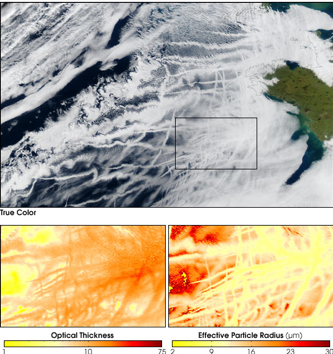 True Color
Optical Thickness
1 10 75
Effective Particle Radius (µm)
2 9 16 23 30